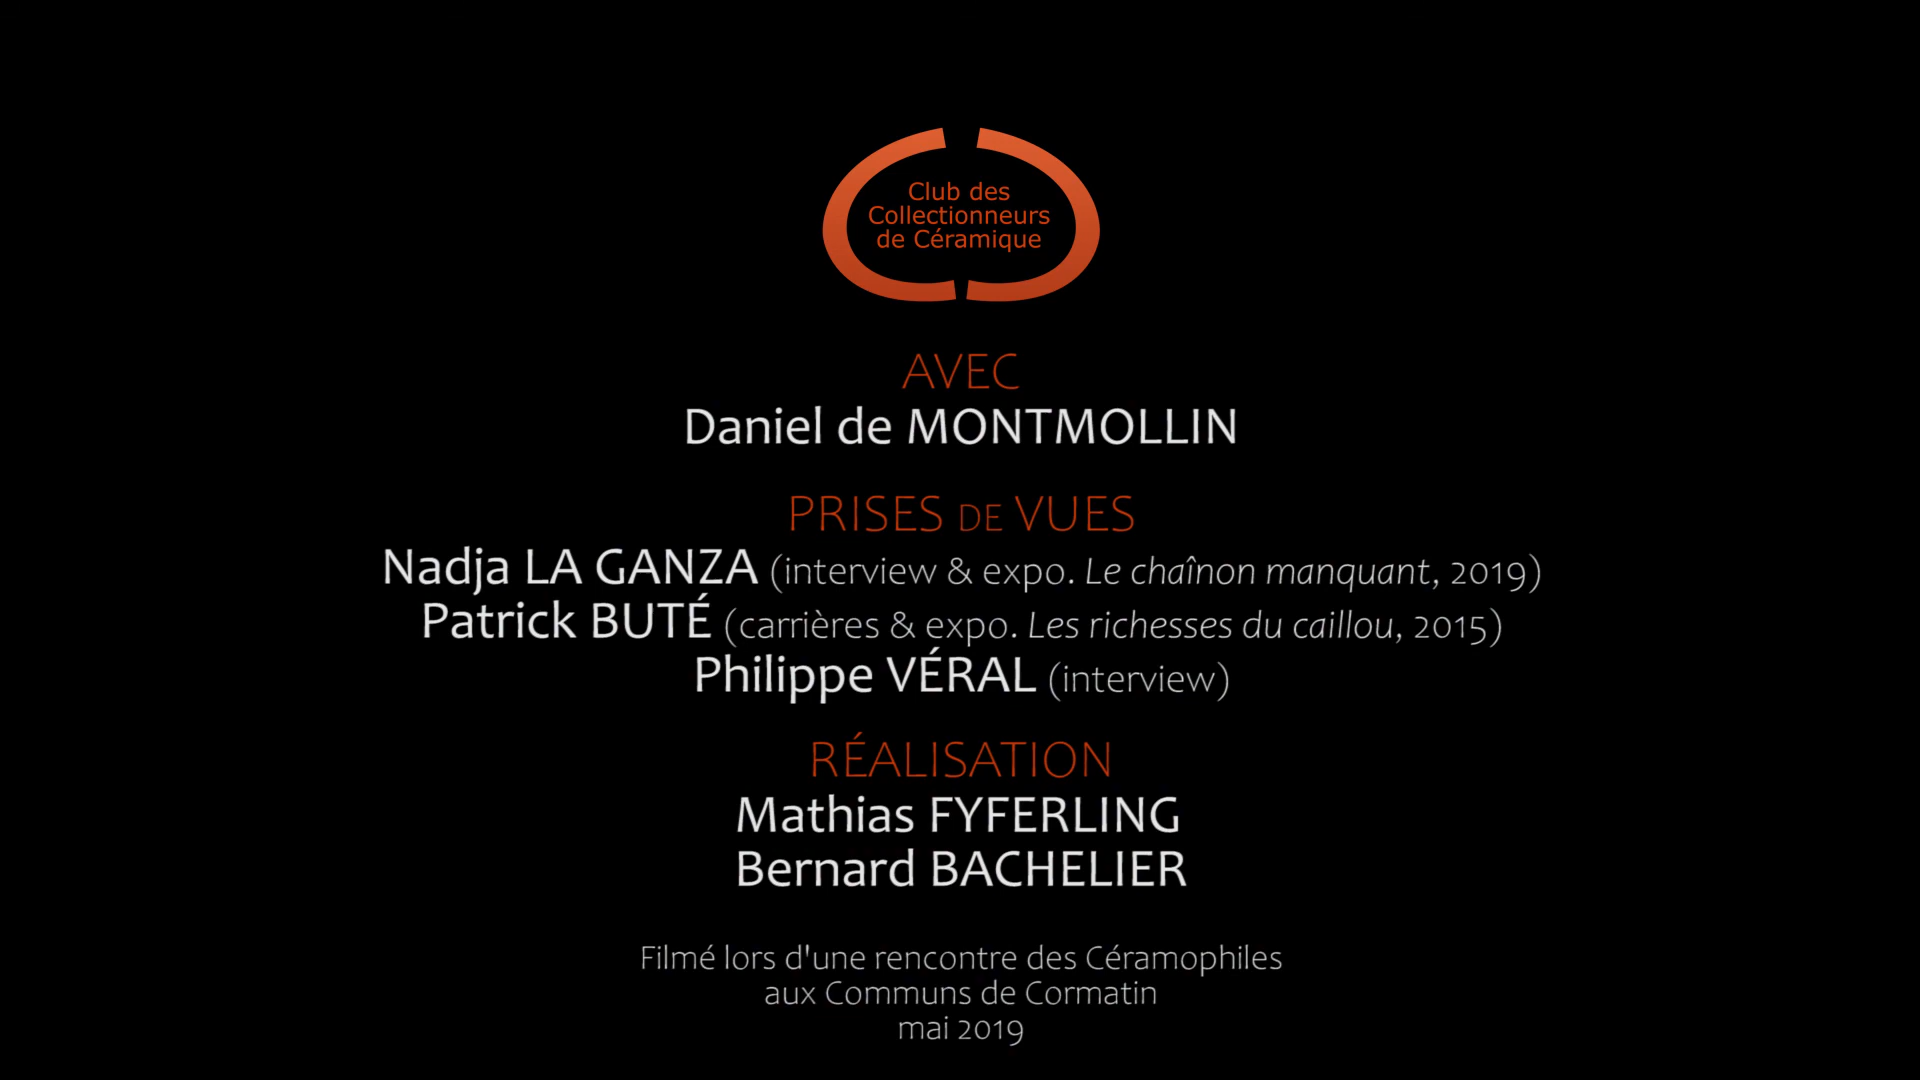 Club des
Collectionneurs
de Céramique
AVEC
Daniel de MONTMOLLIN
PRISES DE VUES
Nadja LA GANZA (interview & expo. Le chaînon manquant, 2019)
Patrick BUTÉ (carrières & expo. Les richesses du caillou, 2015)
Philippe VÉRAL (interview)
RÉALISATION
Mathias FYFERLING
Bernard BACHELIER
Filmé lors d'une rencontre des Céramophiles
aux Communs de Cormatin
mai 2019